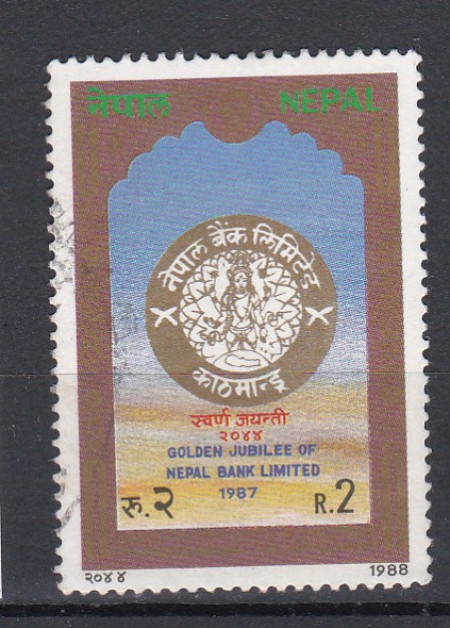 नेपाल NEPAL
नेपाल बैंक लिमिटेड
काठमान्डू
स्वर्ण जयन्ती
२०४४
GOLDEN JUBILEE OF
NEPAL BANK LIMITED
1987
रू.२ R.2
२०४४ 1988